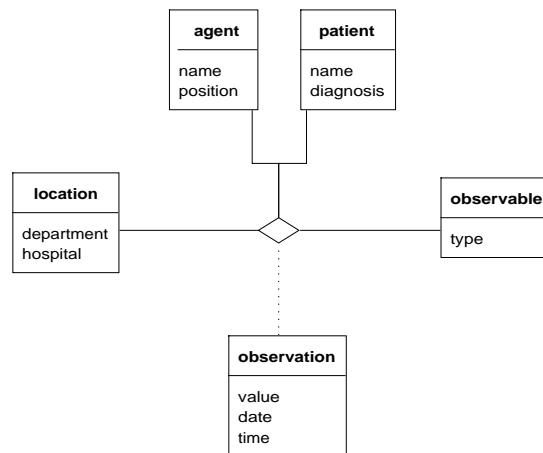 agent
name
position
patient
name
diagnosis
location
department
hospital
observable
type
observation
value
date
time